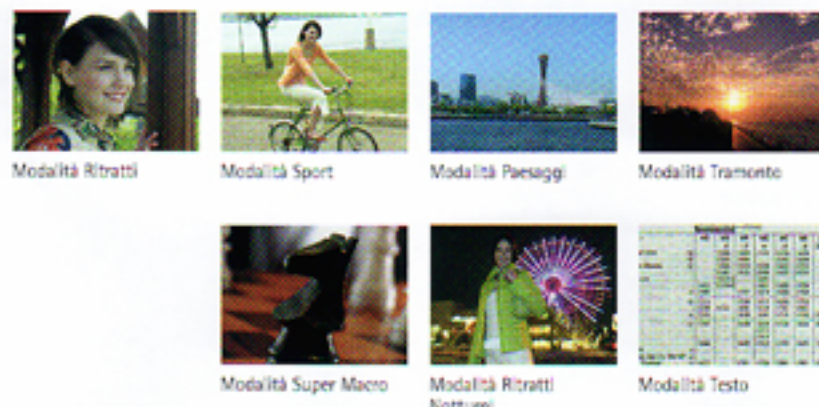 Modalità Ritratti
Modalità Sport
Modalità Paesaggi
Modalità Tramonto
Modalità Super Macro
Modalità Ritratti
Notturni
Modalità Testo